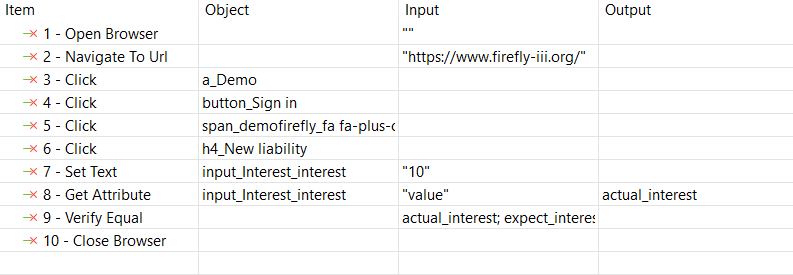 Item Object Input Output
1 - Open Browser ""
2 - Navigate To Url "https://www.firefly-iii.org/"
3 - Click a_Demo
4 - Click button_Sign in
5 - Click span_demofirefly_fa fa-plus-c
6 - Click h4_New liability
7 - Set Text input_Interest_interest "10"
8 - Get Attribute input_Interest_interest "value" actual_interest
9 - Verify Equal actual_interest; expect_interes
10 - Close Browser